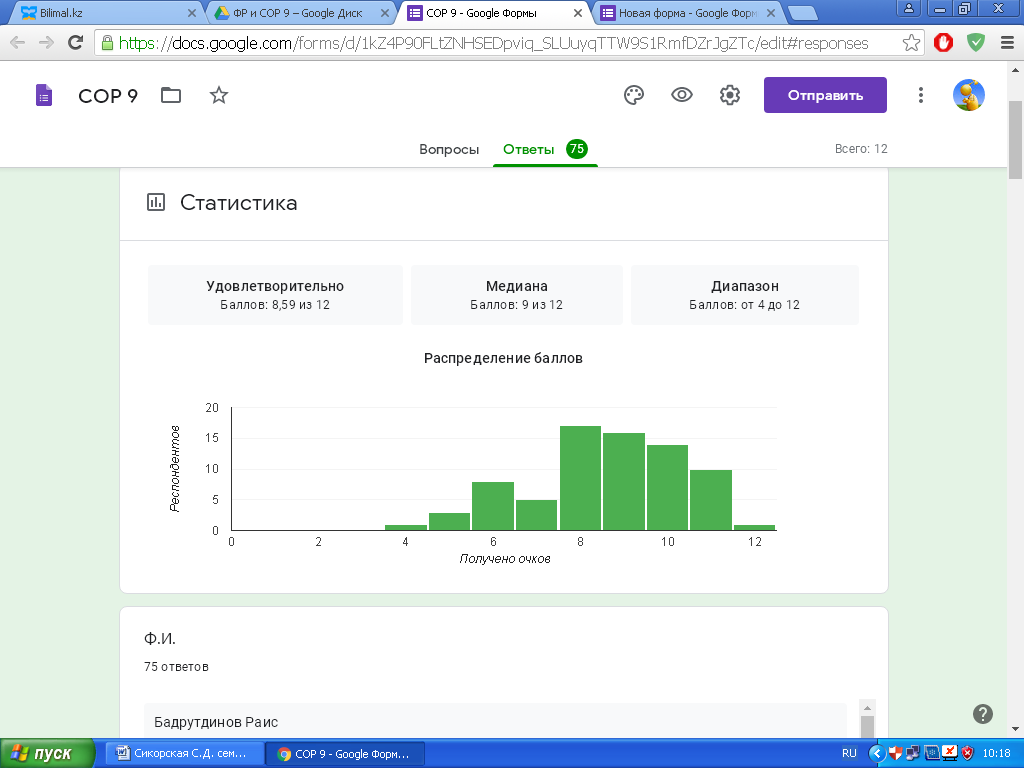 Bilimal.kz
ФР и СОР 9 – Google Диск
СОР 9 - Google Формы
Новая форма - Google Форм
https://docs.google.com/forms/d/1kZ4P90FLtZNHSEDpviq_SLUuyqTTW9S1RmfDZrJgZTc/edit#responses
СОР 9
Отправить
Вопросы
Ответы 75
Всего: 12
Статистика
Удовлетворительно
Баллов: 8,59 из 12
Медиана
Баллов: 9 из 12
Диапазон
Баллов: от 4 до 12
Распределение баллов
Респондентов
20
15
10
5
0
0 2 4 6 8 10 12
Получено очков
Ф.И.
75 ответов
Бадрутдинов Раис
пуск
Сикорская С.Д. сем...
СОР 9 - Google Форм...
RU
10:18